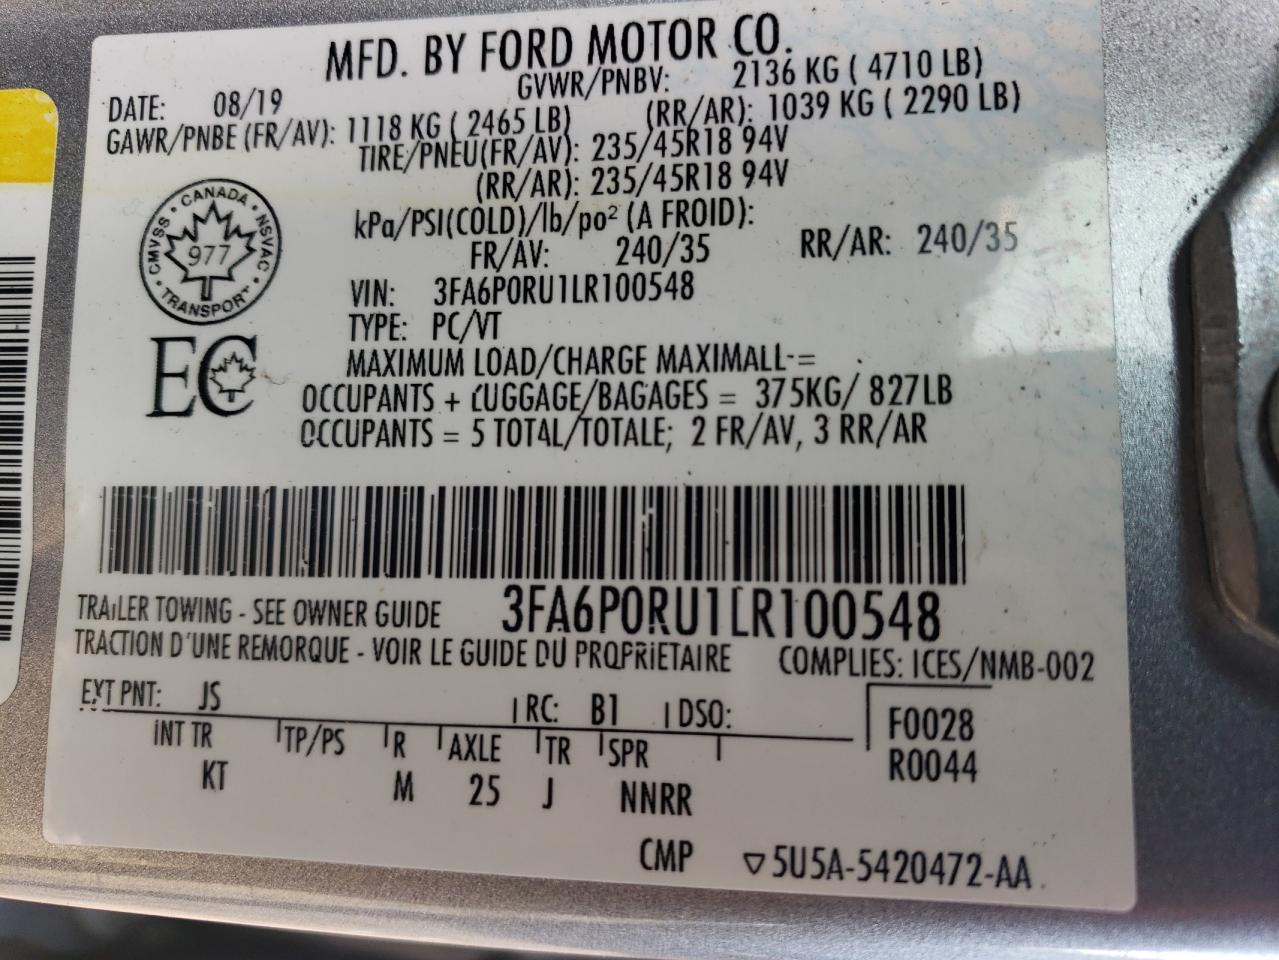 MFD. BY FORD MOTOR CO.
DATE: 08/19 GVWR/PNBV: 2136 KG ( 4710 LB)
GAWR/PNBE (FR/AV): 1118 KG ( 2465 LB) (RR/AR): 1039 KG ( 2290 LB)
TIRE/PNEU(FR/AV): 235/45R18 94V
(RR/AR): 235/45R18 94V
kPa/PSI(COLD)/lb/po² (A FROID):
FR/AV: 240/35 RR/AR: 240/35
VIN: 3FA6P0RU1LR100548
TYPE: PC/VT
MAXIMUM LOAD/CHARGE MAXIMALL-=
OCCUPANTS + LUGGAGE/BAGAGES = 375KG/ 827LB
OCCUPANTS = 5 TOTAL/TOTALE; 2 FR/AV, 3 RR/AR
CMVSS • CANADA • NSVAC • TRANSPORT •
977
EC
TRAILER TOWING - SEE OWNER GUIDE 3FA6P0RU1LR100548
TRACTION D'UNE REMORQUE - VOIR LE GUIDE DU PROPRIETAIRE COMPLIES: ICES/NMB-002
EXT PNT: JS RC: B1 DSO: F0028
INT TR TP/PS R AXLE TR SPR R0044
KT M 25 J NNRR
CMP ▽5U5A-5420472-AA